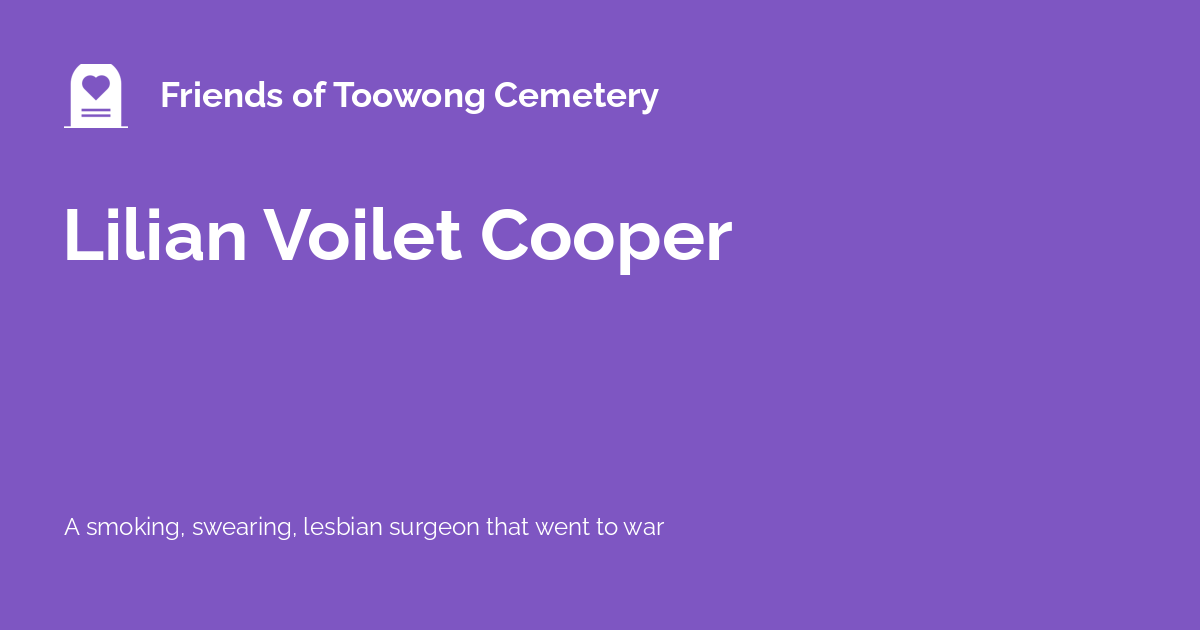 Friends of Toowong Cemetery
Lilian Voilet Cooper
A smoking, swearing, lesbian surgeon that went to war